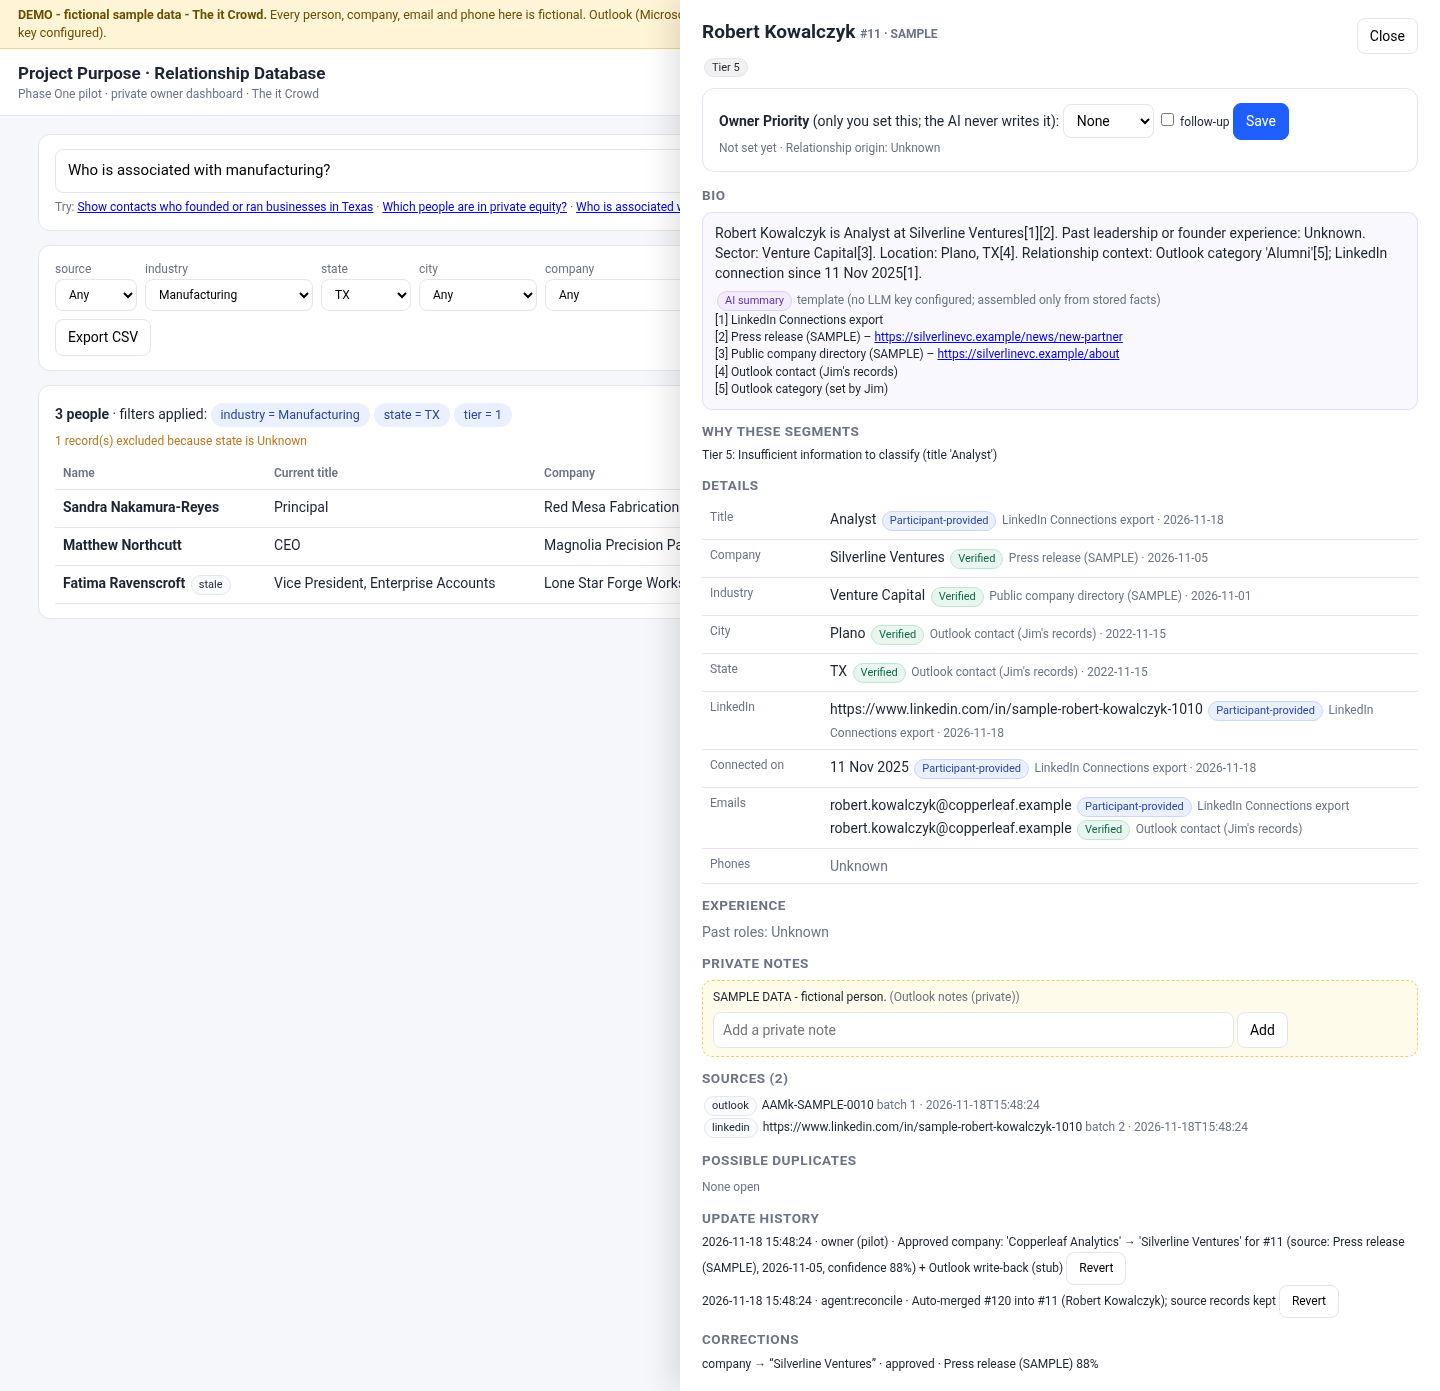 DEMO - fictional sample data - The it Crowd. Every person, company, email and phone here is fictional. Outlook
key configured).
Project Purpose · Relationship Database
Phase One pilot · private owner dashboard · The it Crowd
Who is associated with manufacturing?
Try: Show contacts who founded or ran businesses in Texas · Which people are in private equity? · Who is associated
source industry state city company
Any Manufacturing TX Any Any
Export CSV
3 people · filters applied: industry = Manufacturing state = TX tier = 1
1 record(s) excluded because state is Unknown
Name Current title Company
Sandra Nakamura-Reyes Principal Red Mesa Fabrication
Matthew Northcutt CEO Magnolia Precision
Fatima Ravenscroft stale Vice President, Enterprise Accounts Lone Star Forge Works
Robert Kowalczyk #11 · SAMPLE
Close
Tier 5
Owner Priority (only you set this; the AI never writes it): None follow-up Save
Not set yet · Relationship origin: Unknown
BIO
Robert Kowalczyk is Analyst at Silverline Ventures[1][2]. Past leadership or founder experience: Unknown.
Sector: Venture Capital[3]. Location: Plano, TX[4]. Relationship context: Outlook category 'Alumni'[5]; LinkedIn
connection since 11 Nov 2025[1].
AI summary template (no LLM key configured; assembled only from stored facts)
[1] LinkedIn Connections export
[2] Press release (SAMPLE) – https://silverlinevc.example/news/new-partner
[3] Public company directory (SAMPLE) – https://silverlinevc.example/about
[4] Outlook contact (Jim's records)
[5] Outlook category (set by Jim)
WHY THESE SEGMENTS
Tier 5: Insufficient information to classify (title 'Analyst')
DETAILS
Title Analyst Participant-provided LinkedIn Connections export · 2026-11-18
Company Silverline Ventures Verified Press release (SAMPLE) · 2026-11-05
Industry Venture Capital Verified Public company directory (SAMPLE) · 2026-11-01
City Plano Verified Outlook contact (Jim's records) · 2022-11-15
State TX Verified Outlook contact (Jim's records) · 2022-11-15
LinkedIn https://www.linkedin.com/in/sample-robert-kowalczyk-1010 Participant-provided LinkedIn
Connections export · 2026-11-18
Connected on 11 Nov 2025 Participant-provided LinkedIn Connections export · 2026-11-18
Emails robert.kowalczyk@copperleaf.example Participant-provided LinkedIn Connections export
robert.kowalczyk@copperleaf.example Verified Outlook contact (Jim's records)
Phones Unknown
EXPERIENCE
Past roles: Unknown
PRIVATE NOTES
SAMPLE DATA - fictional person. (Outlook notes (private))
Add a private note Add
SOURCES (2)
outlook AAMk-SAMPLE-0010 batch 1 · 2026-11-18T15:48:24
linkedin https://www.linkedin.com/in/sample-robert-kowalczyk-1010 batch 2 · 2026-11-18T15:48:24
POSSIBLE DUPLICATES
None open
UPDATE HISTORY
2026-11-18 15:48:24 · owner (pilot) · Approved company: 'Copperleaf Analytics' → 'Silverline Ventures' for #11 (source: Press release
(SAMPLE), 2026-11-05, confidence 88%) + Outlook write-back (stub) Revert
2026-11-18 15:48:24 · agent:reconcile · Auto-merged #120 into #11 (Robert Kowalczyk); source records kept Revert
CORRECTIONS
company → “Silverline Ventures” · approved · Press release (SAMPLE) 88%